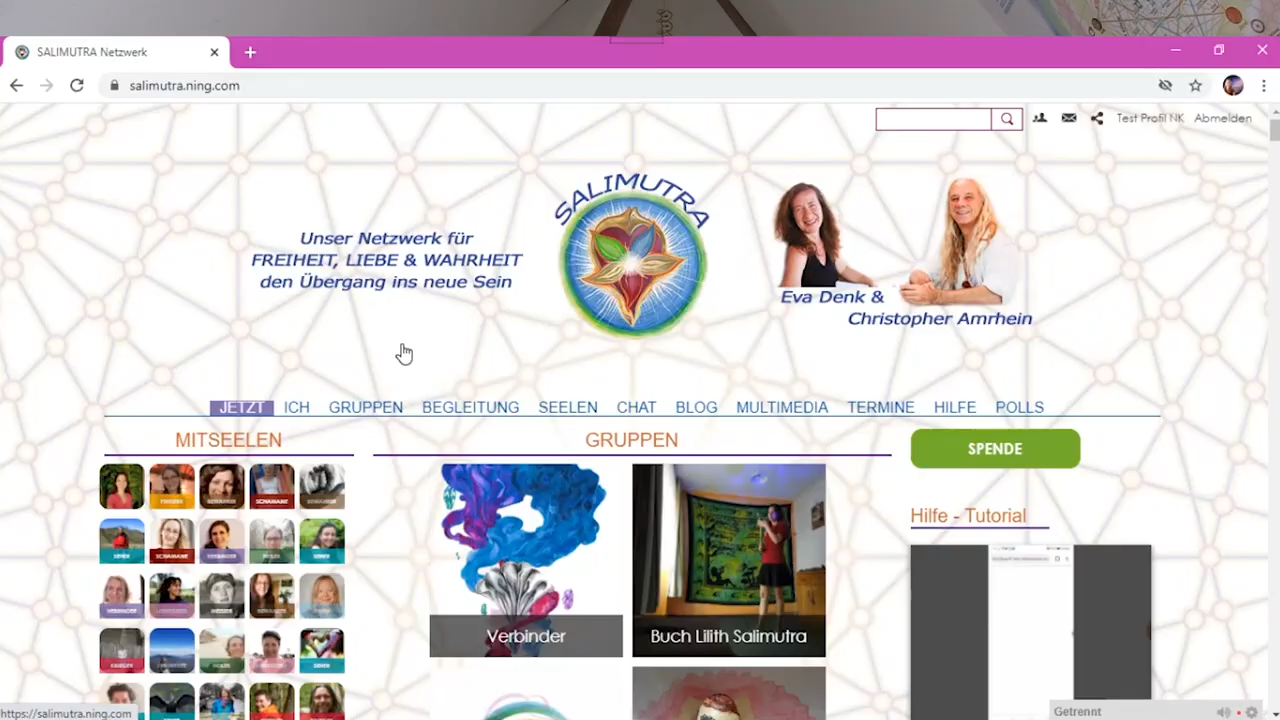 SALIMUTRA Netzwerk
salimutra.ning.com
Test Profil NK
Abmelden
SALIMUTRA
Unser Netzwerk für
FREIHEIT, LIEBE & WAHRHEIT
den Übergang ins neue Sein
Eva Denk &
Christopher Amrhein
JETZT ICH GRUPPEN BEGLEITUNG SEELEN CHAT BLOG MULTIMEDIA TERMINE HILFE POLLS
MITSEELEN
GRUPPEN
SPENDE
Hilfe - Tutorial
Verbinder
Buch Lilith Salimutra
https://salimutra.ning.com
Getrennt